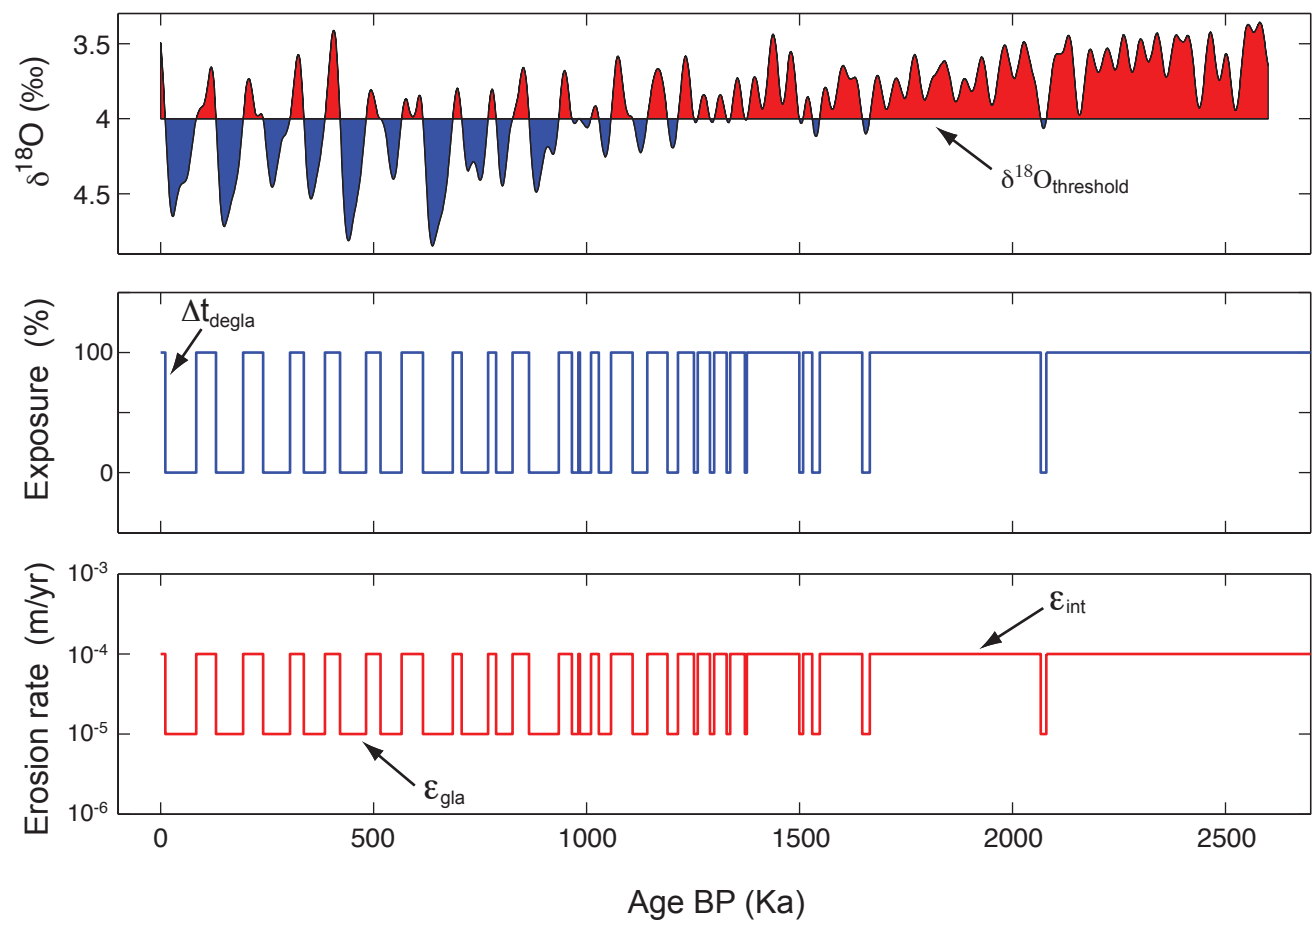 δ¹⁸O (‰)
3.5
4
4.5
δ¹⁸Othreshold
Exposure (%)
100
0
Δtdegla
Erosion rate (m/yr)
10⁻³
10⁻⁴
10⁻⁵
10⁻⁶
εint
εgla
0 500 1000 1500 2000 2500
Age BP (Ka)